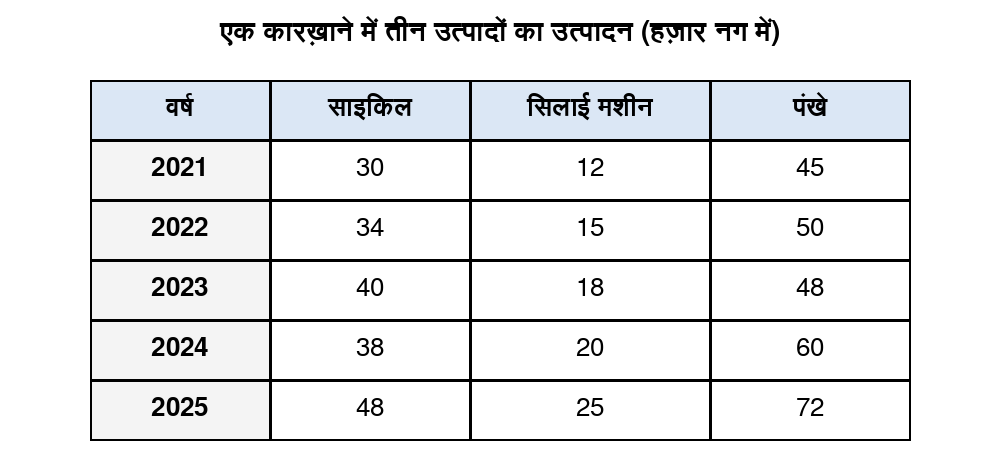 एक कारख़ाने में तीन उत्पादों का उत्पादन (हज़ार नग में)
वर्ष साइकिल सिलाई मशीन पंखे
2021 30 12 45
2022 34 15 50
2023 40 18 48
2024 38 20 60
2025 48 25 72